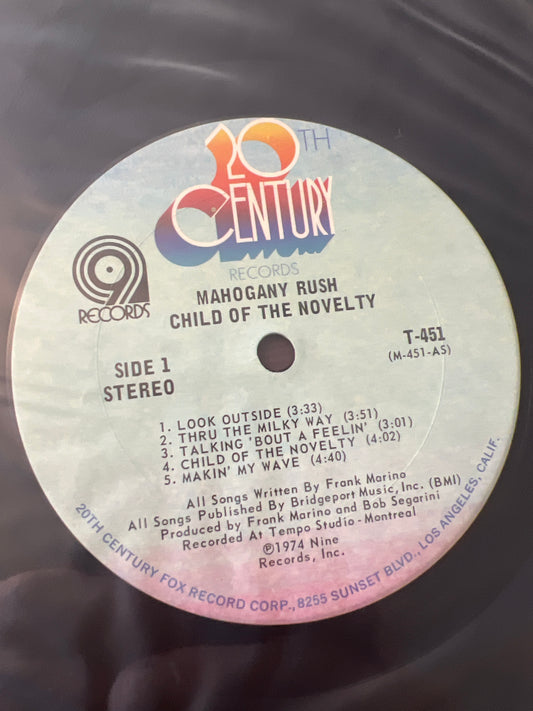 20TH
CENTURY
RECORDS
9
RECORDS
MAHOGANY RUSH
CHILD OF THE NOVELTY
SIDE 1
STEREO
T-451
(M-451-AS)
1. LOOK OUTSIDE (3:33)
2. THRU THE MILKY WAY (3:51)
3. TALKING 'BOUT A FEELIN' (3:01)
4. CHILD OF THE NOVELTY (4:02)
5. MAKIN' MY WAVE (4:40)
All Songs Written By Frank Marino
All Songs Published By Bridgeport Music, Inc. (BMI)
Produced by Frank Marino and Bob Segarini
Recorded At Tempo Studio - Montreal
℗1974 Nine
Records, Inc.
20TH CENTURY FOX RECORD CORP., 8255 SUNSET BLVD., LOS ANGELES, CALIF.